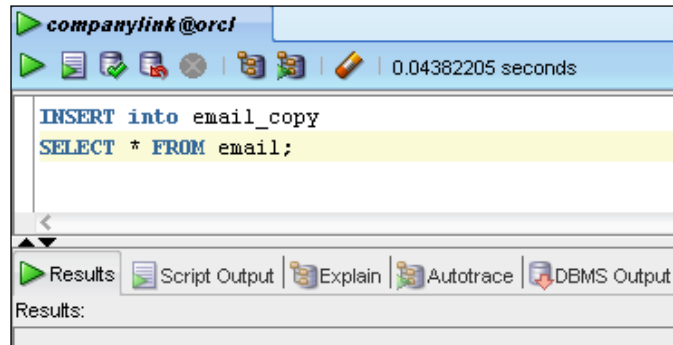 companylink@orcl
0.04382205 seconds
INSERT into email_copy
SELECT * FROM email;
Results Script Output Explain Autotrace DBMS Output
Results: